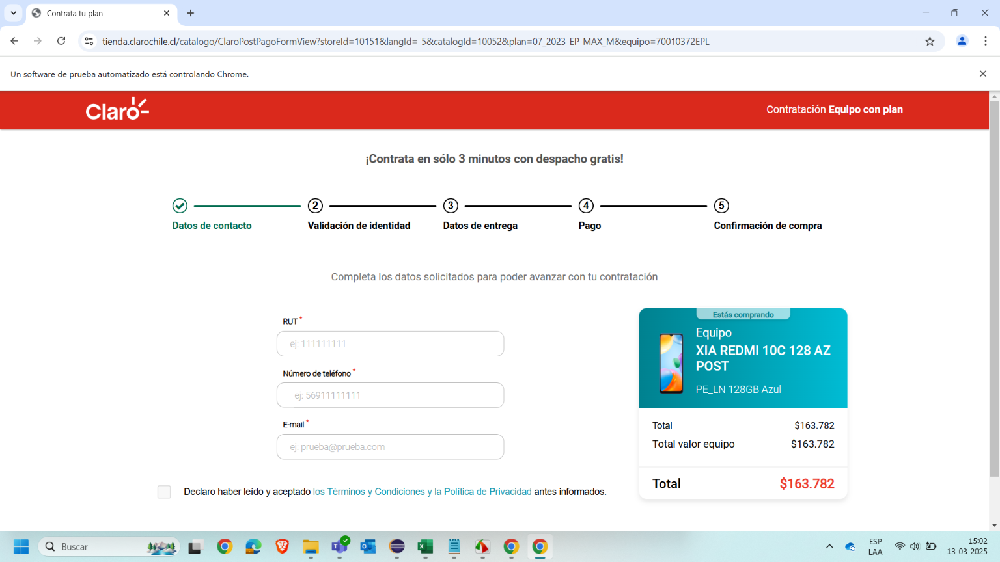 Contrata tu plan
tienda.clarochile.cl/catalogo/ClaroPostPagoFormView?storeId=10151&langId=-5&catalogId=10052&plan=07_2023-EP-MAX_M&equipo=70010372EPL
Un software de prueba automatizado está controlando Chrome.
Claro
Contratación Equipo con plan
¡Contrata en sólo 3 minutos con despacho gratis!
2
3
4
5
Datos de contacto
Validación de identidad
Datos de entrega
Pago
Confirmación de compra
Completa los datos solicitados para poder avanzar con tu contratación
RUT *
ej: 111111111
Número de teléfono *
ej: 56911111111
E-mail *
ej: prueba@prueba.com
Declaro haber leído y aceptado los Términos y Condiciones y la Política de Privacidad antes informados.
Estás comprando
Equipo
XIA REDMI 10C 128 AZ
POST
PE_LN 128GB Azul
Total $163.782
Total valor equipo $163.782
Total $163.782
Buscar
ESP
LAA
15:02
13-03-2025